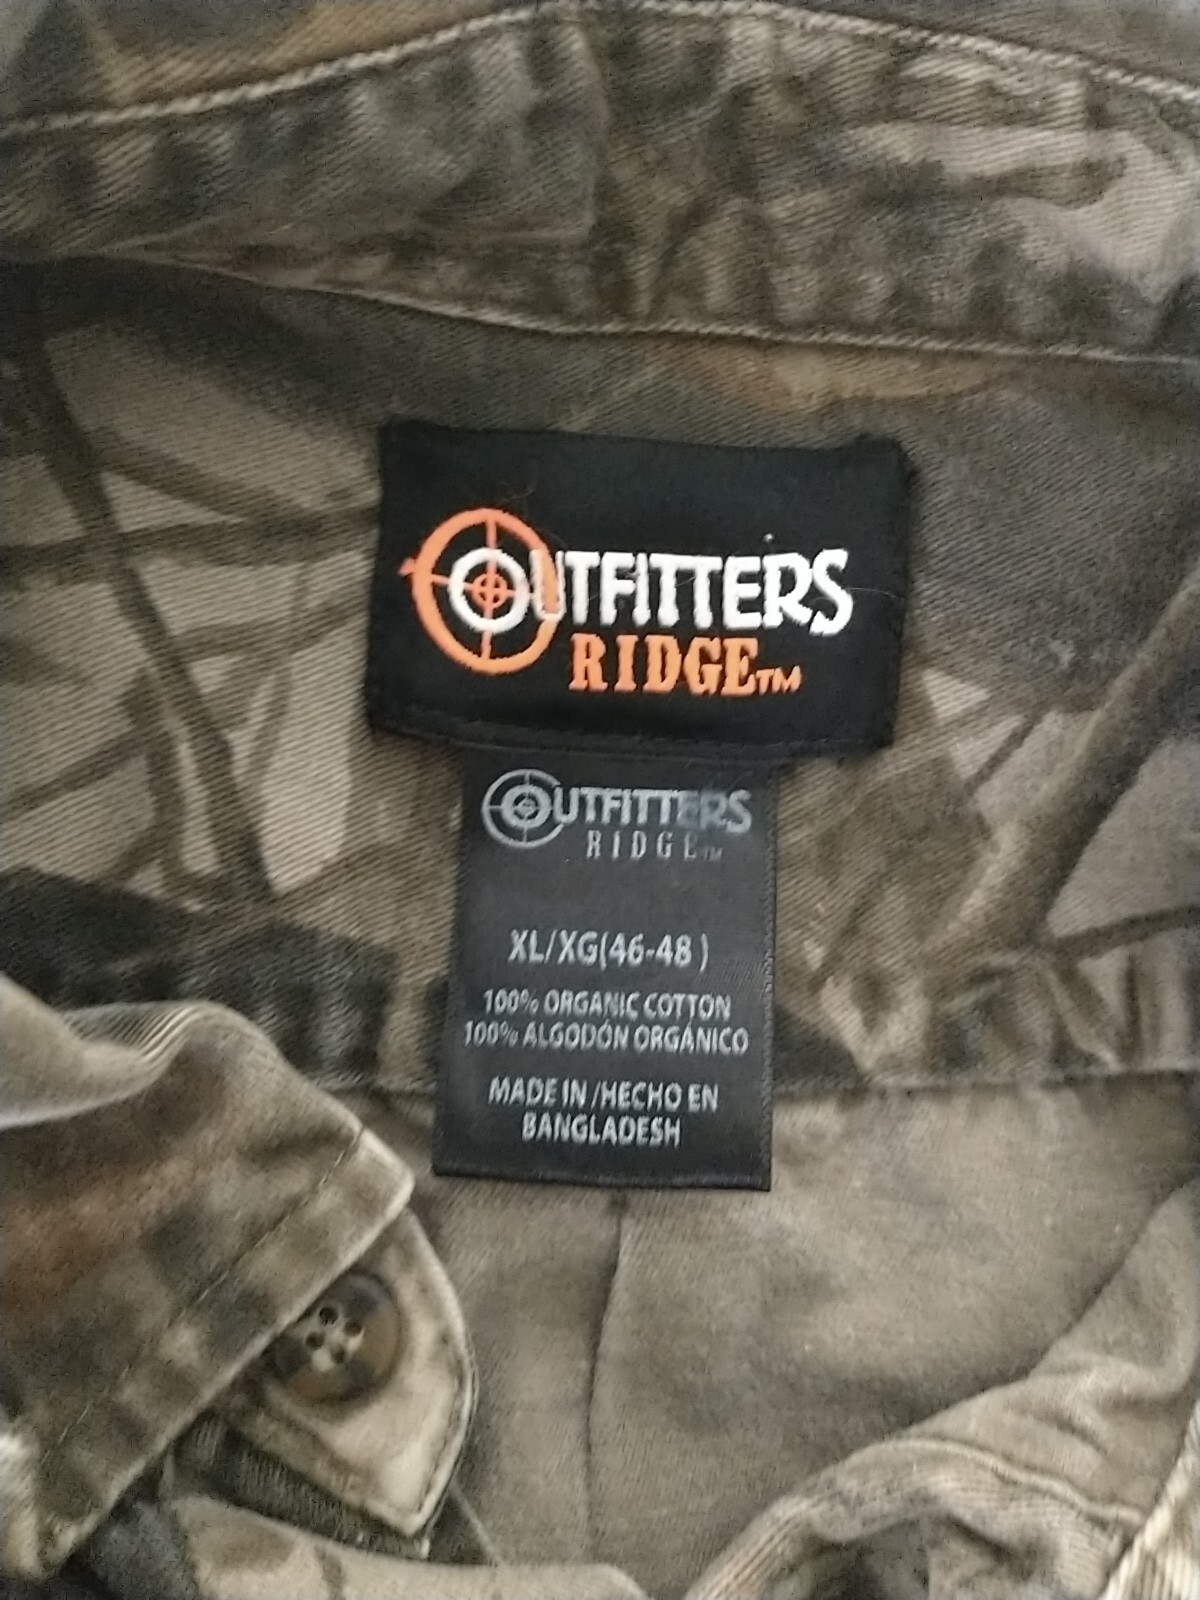 OUTFITTERS
RIDGE™
OUTFITTERS
RIDGE™
XL/XG(46-48 )
100% ORGANIC COTTON
100% ALGODÓN ORGÁNICO
MADE IN /HECHO EN
BANGLADESH